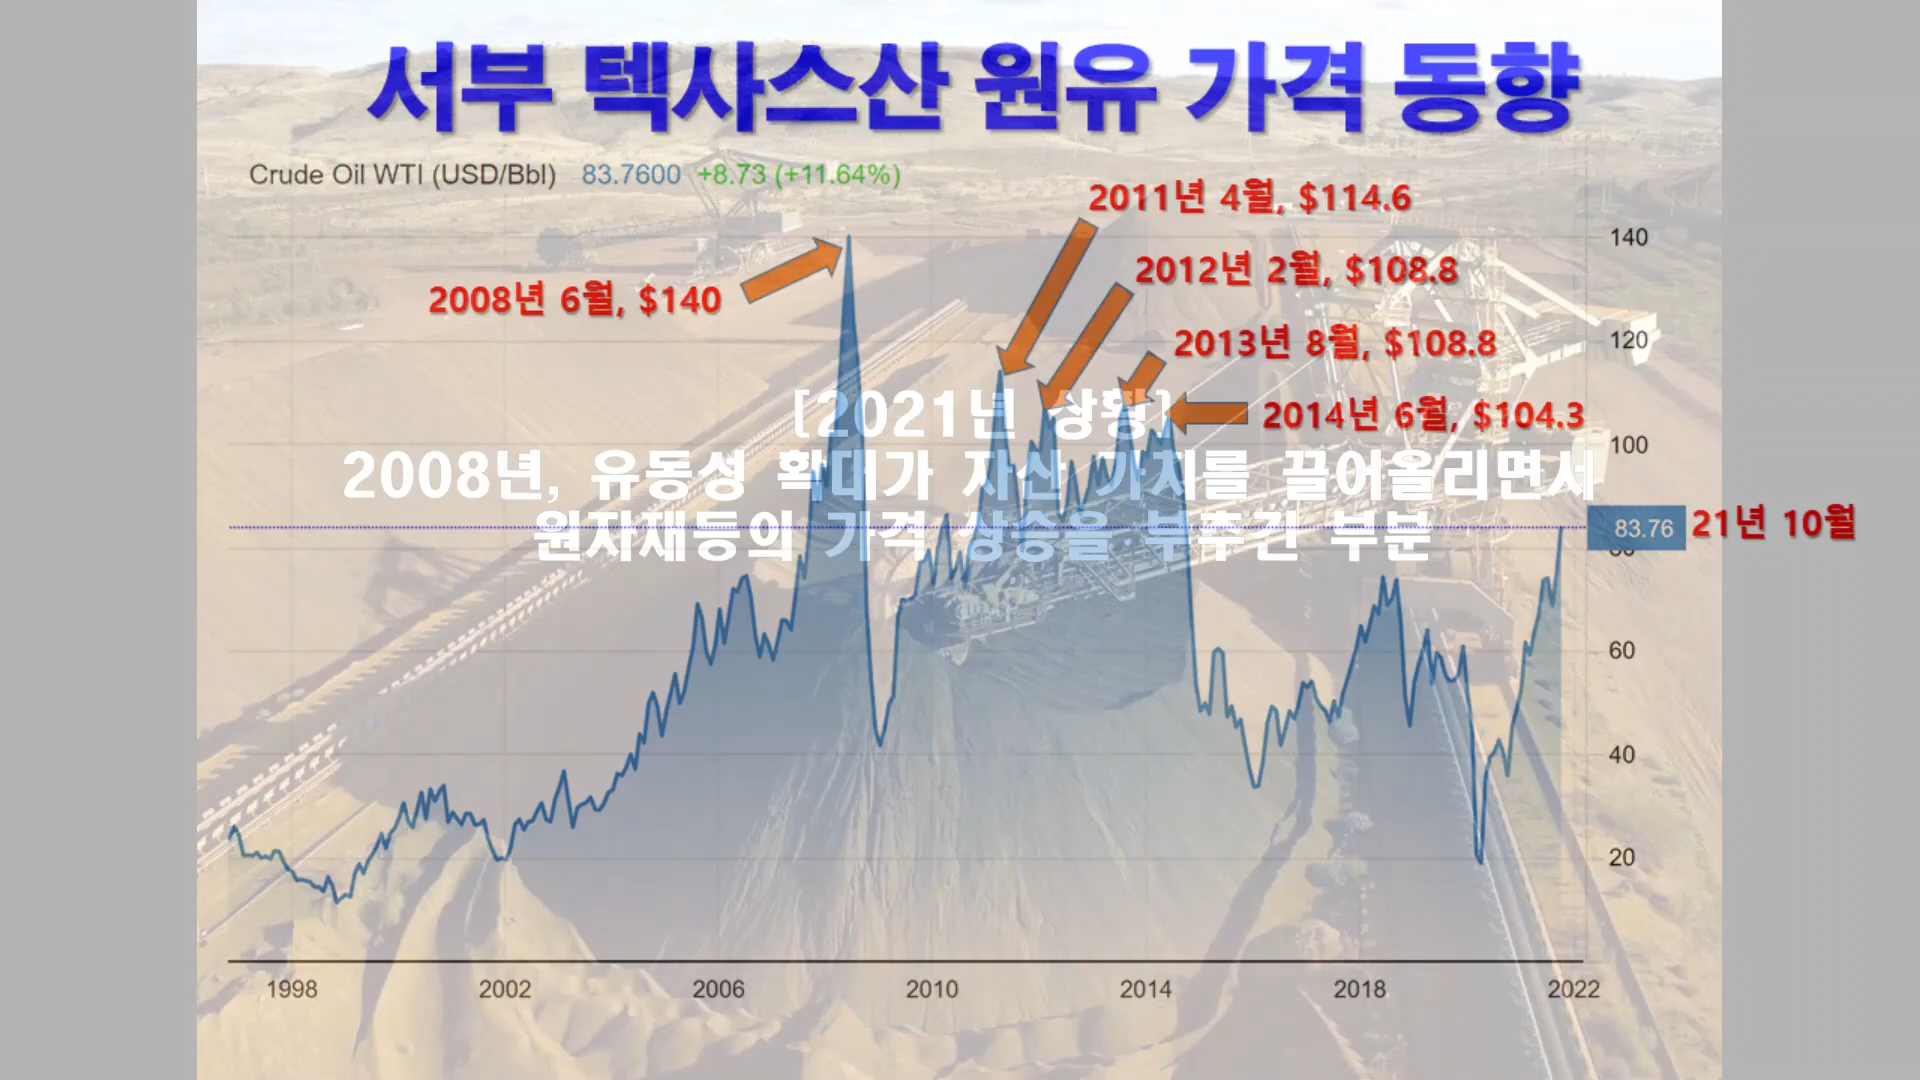 서부 텍사스산 원유 가격 동향
Crude Oil WTI (USD/Bbl) 83.7600 +8.73 (+11.64%)
2011년 4월, $114.6
140
2012년 2월, $108.8
2008년 6월, $140
2013년 8월, $108.8
120
[2021년 상황]
2014년 6월, $104.3
100
2008년, 유동성 확대가 자산 가치를 끌어올리면서
83.76 21년 10월
원자재등의 가격 상승을 부추긴 부분
80
60
40
20
1998 2002 2006 2010 2014 2018 2022